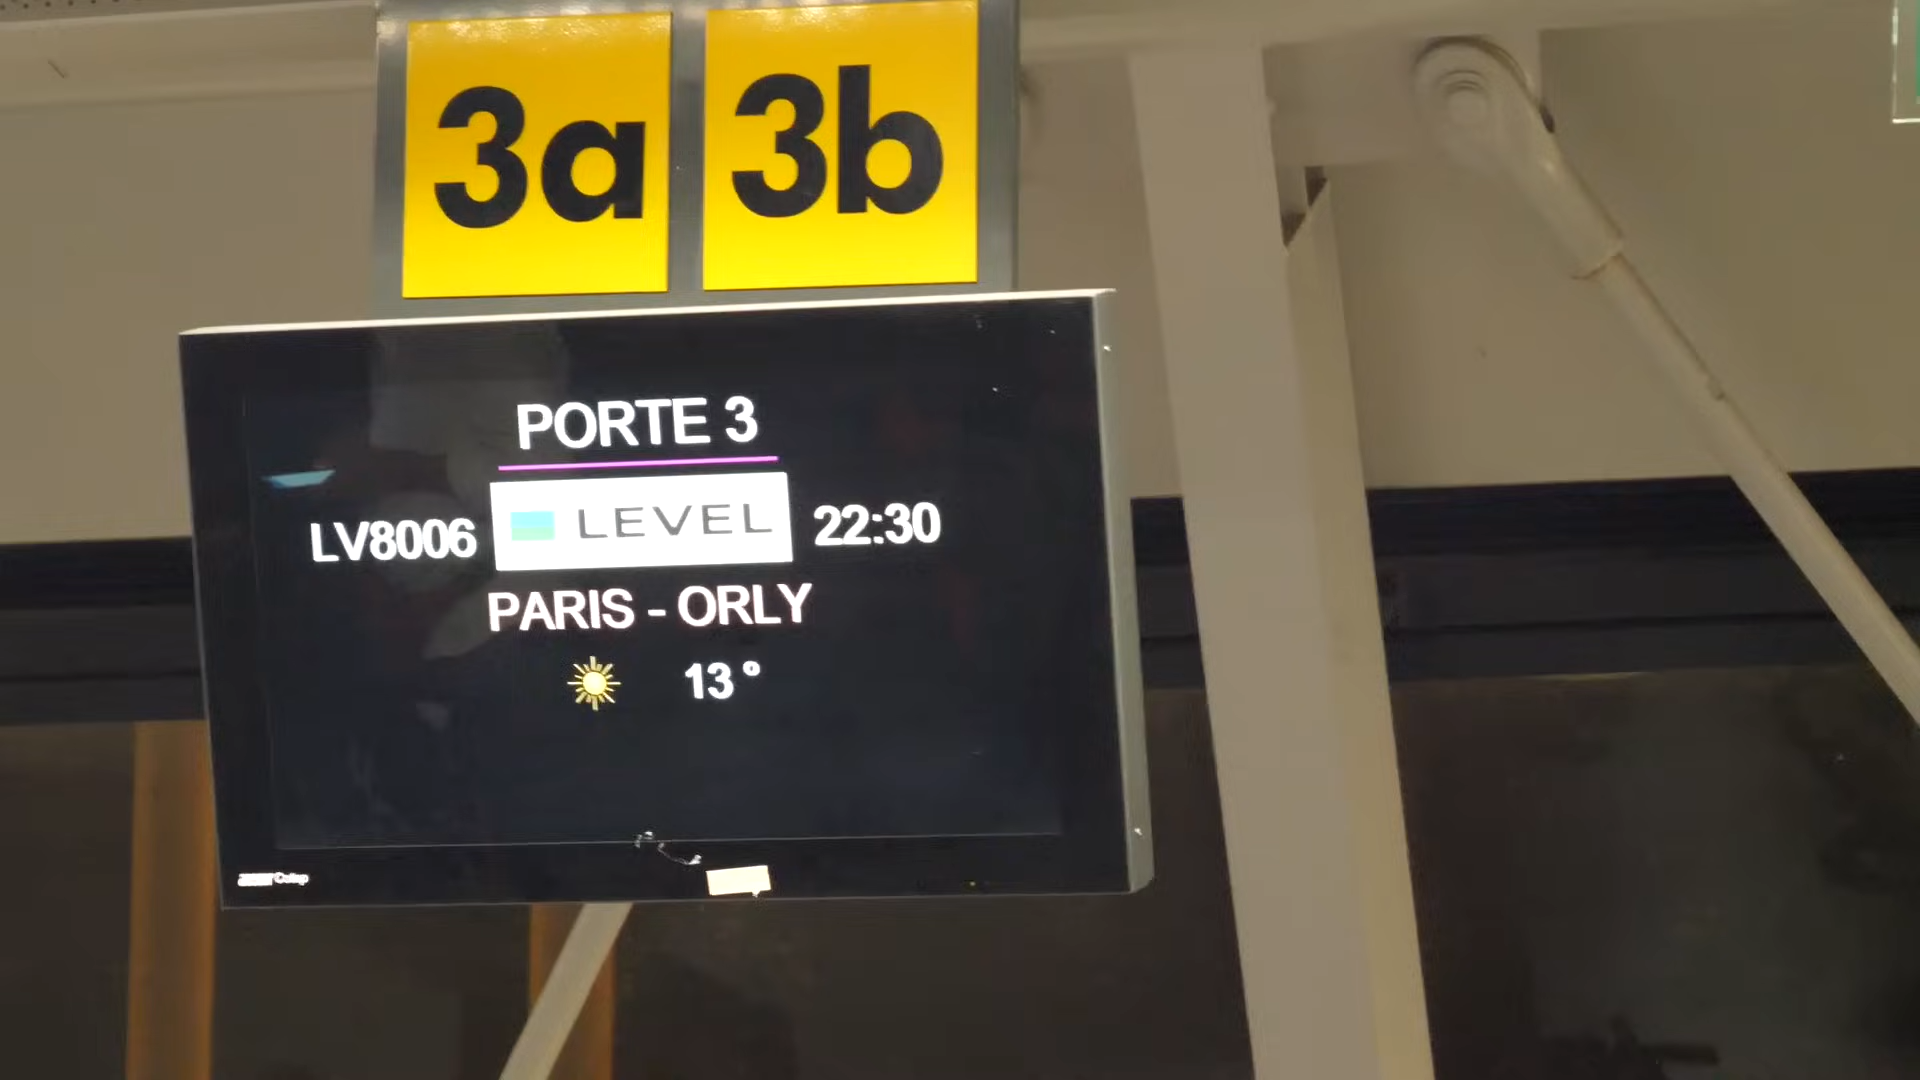 3a 3b
PORTE 3
LV8006 LEVEL 22:30
PARIS - ORLY
13°